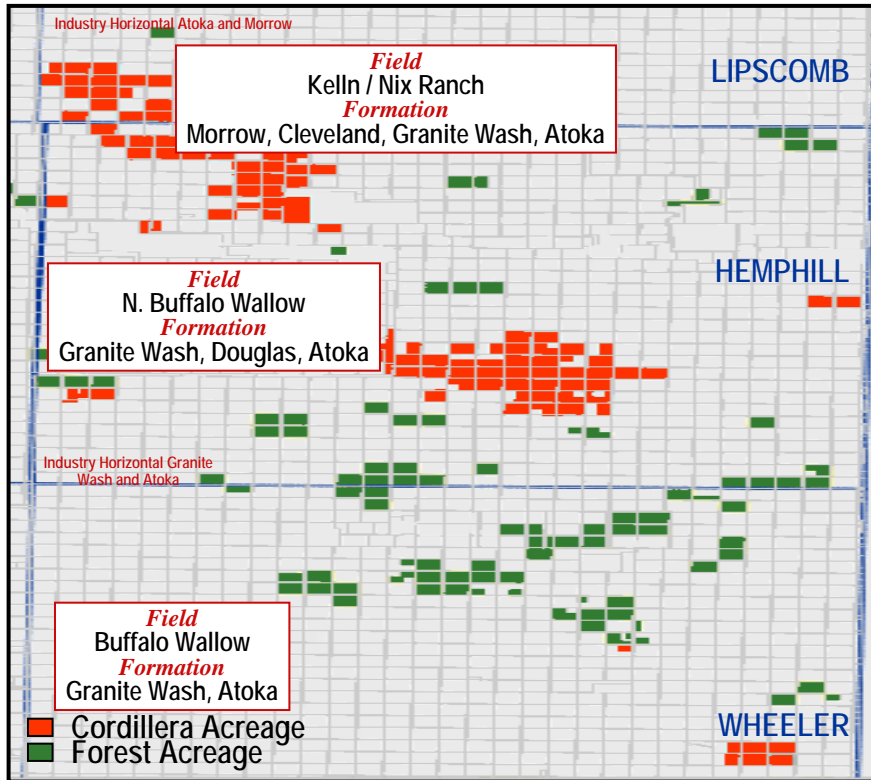 Industry Horizontal Atoka and Morrow
Field
Kelln / Nix Ranch
Formation
Morrow, Cleveland, Granite Wash, Atoka
LIPSCOMB
HEMPHILL
Field
N. Buffalo Wallow
Formation
Granite Wash, Douglas, Atoka
Industry Horizontal Granite
Wash and Atoka
Field
Buffalo Wallow
Formation
Granite Wash, Atoka
Cordillera Acreage
Forest Acreage
WHEELER